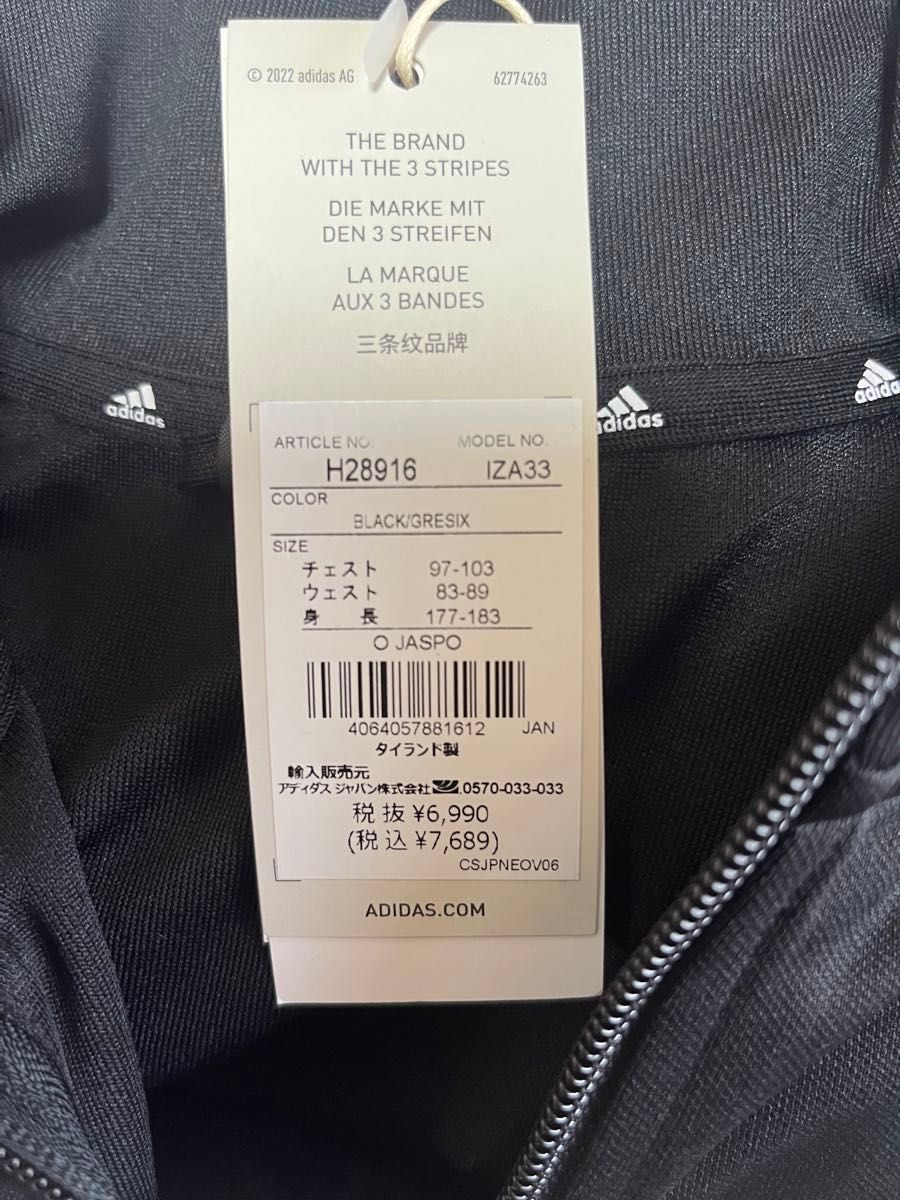 © 2022 adidas AG 62774263
THE BRAND
WITH THE 3 STRIPES
DIE MARKE MIT
DEN 3 STREIFEN
LA MARQUE
AUX 3 BANDES
三条纹品牌
adidas adidas adidas
ARTICLE NO. MODEL NO.
H28916 IZA33
COLOR
BLACK/GRESIX
SIZE
チェスト 97-103
ウェスト 83-89
身 長 177-183
O JASPO
4064057881612 JAN
タイランド製
輸入販売元
アディダス ジャパン株式会社 0570-033-033
税抜 ¥6,990
(税込 ¥7,689)
CSJPNEOV06
ADIDAS.COM